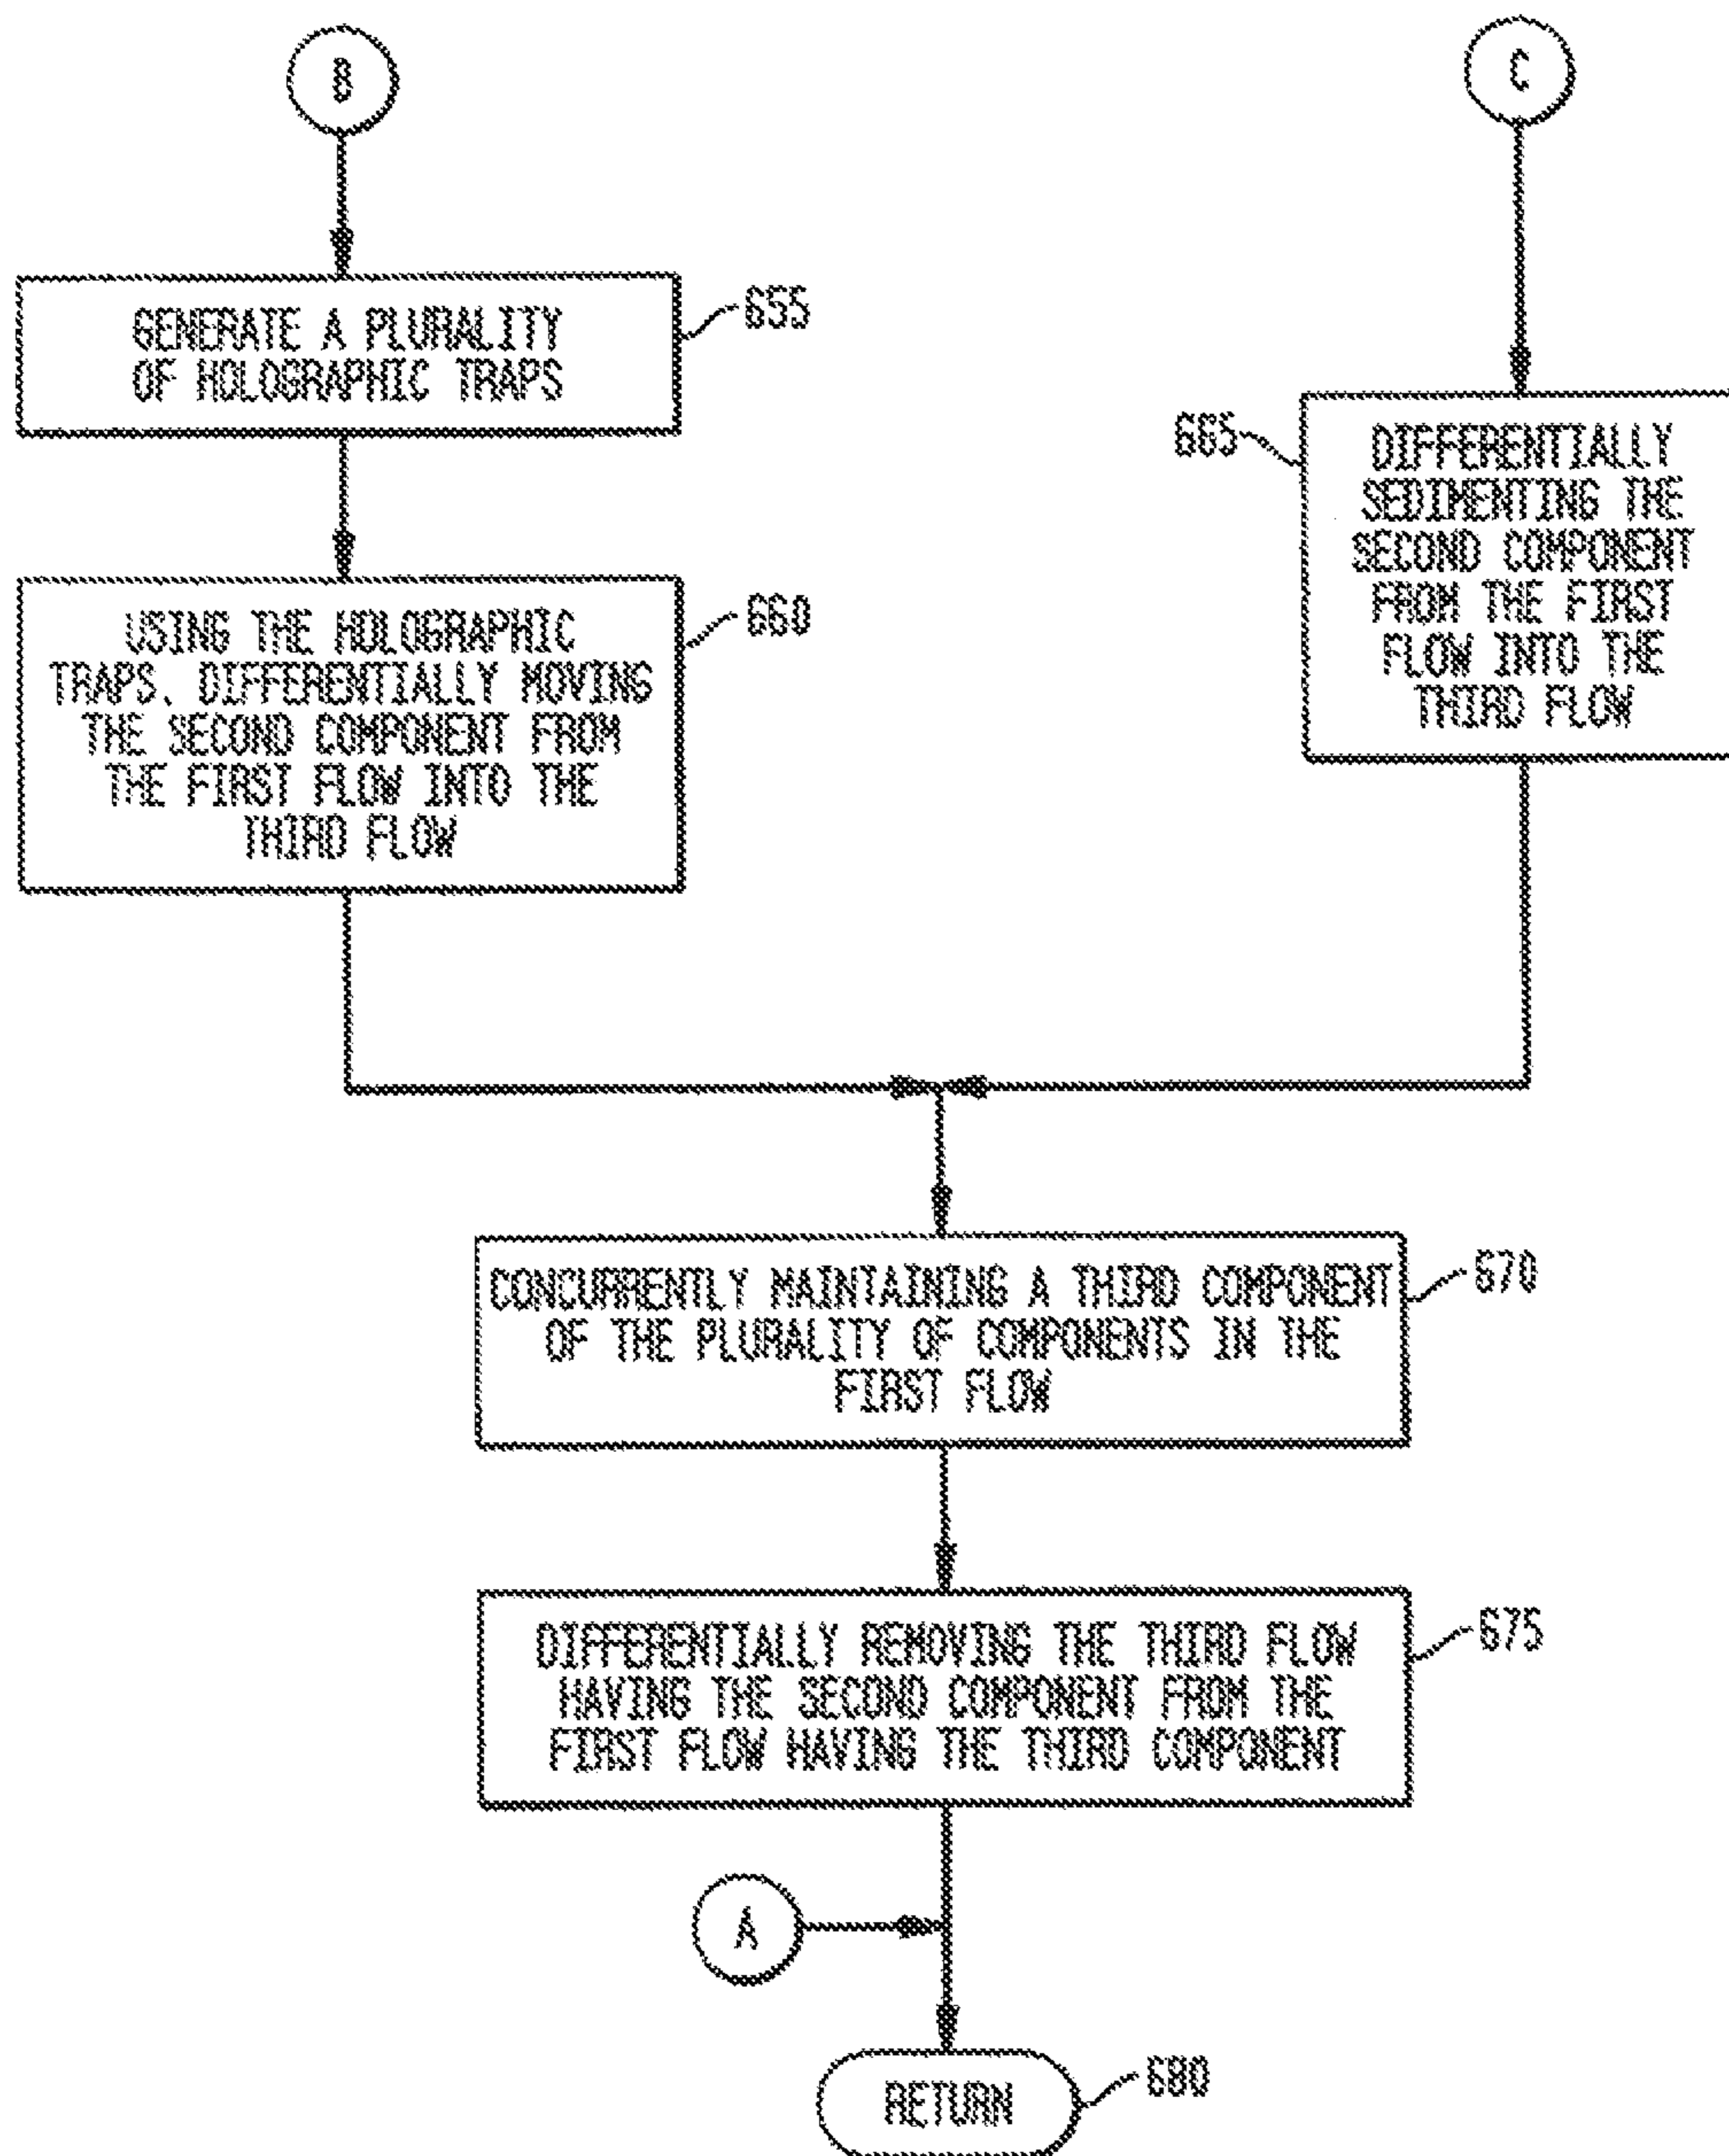 B
C
GENERATE A PLURALITY
OF HOLOGRAPHIC TRAPS
655
USING THE HOLOGRAPHIC
TRAPS, DIFFERENTIALLY MOVING
THE SECOND COMPONENT FROM
THE FIRST FLOW INTO THE
THIRD FLOW
660
665
DIFFERENTIALLY
SEDIMENTING THE
SECOND COMPONENT
FROM THE FIRST
FLOW INTO THE
THIRD FLOW
CONCURRENTLY MAINTAINING A THIRD COMPONENT
OF THE PLURALITY OF COMPONENTS IN THE
FIRST FLOW
670
DIFFERENTIALLY REMOVING THE THIRD FLOW
HAVING THE SECOND COMPONENT FROM THE
FIRST FLOW HAVING THE THIRD COMPONENT
675
A
RETURN
680